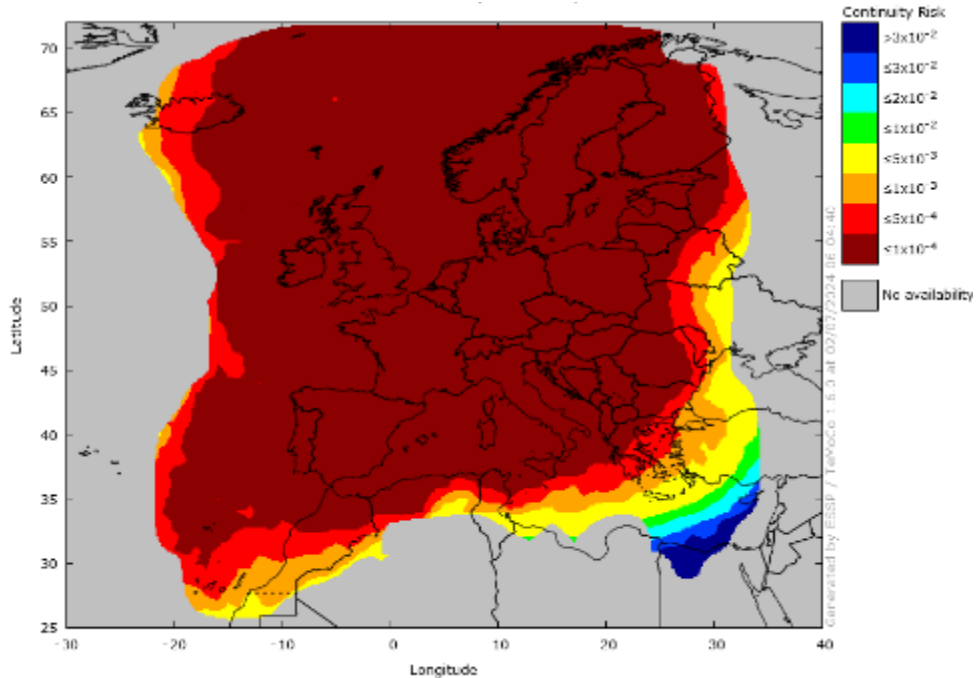 Continuity Risk
>3x10-2
≤3x10-2
≤2x10-2
≤1x10-2
≤5x10-3
≤1x10-3
≤5x10-4
≤1x10-4
No availability
70
65
60
55
50
45
40
35
30
25
Latitude
-30
-20
-10
0
10
20
30
40
Longitude
Generated by ESSP / TeMoCo 1.6.0 at 02/07/2024 06:04:40